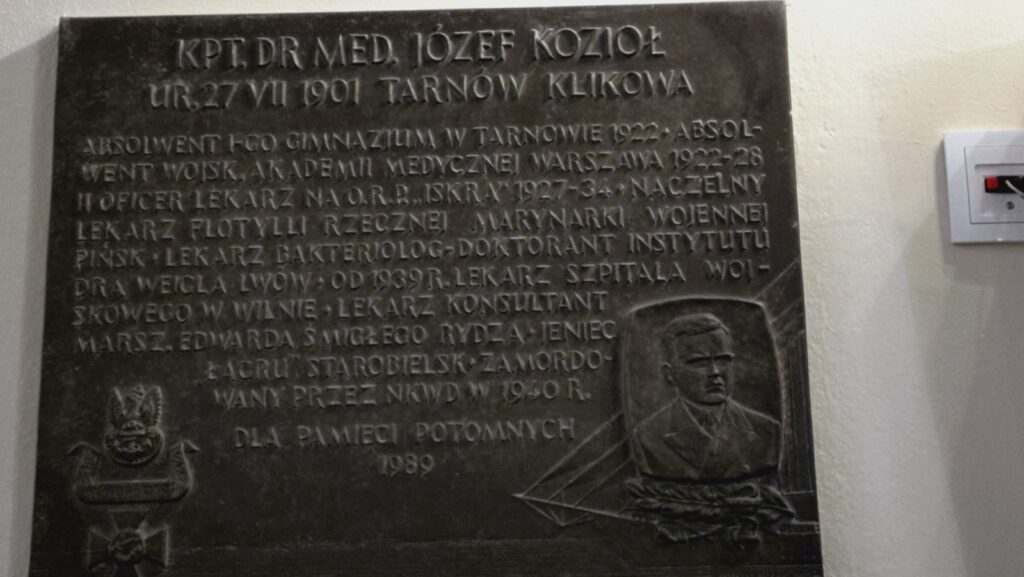 KPT. DR MED. JÓZEF KOZIOŁ
UR. 27 VII 1901 TARNÓW KLIKOWA
ABSOLWENT I-GO GIMNAZIUM W TARNOWIE 1922 • ABSOL-
WENT WOJSK. AKADEMII MEDYCZNEJ WARSZAWA 1922-28
II OFICER LEKARZ NA O.R.P. „ISKRA" 1927-34 • NACZELNY
LEKARZ FLOTYLLI RZECZNEJ MARYNARKI WOJENNEJ
PIŃSK • LEKARZ BAKTERIOLOG-DOKTORANT INSTYTUTU
DRA WEIGLA LWÓW • OD 1939 R. LEKARZ SZPITALA WOJ-
SKOWEGO W WILNIE • LEKARZ KONSULTANT
MARSZ. EDWARDA ŚMIGŁEGO RYDZA • JENIEC
ŁAGRU STAROBIELSK • ZAMORDO-
WANY PRZEZ NKWD W 1940 R.
DLA PAMIĘCI POTOMNYCH
1989